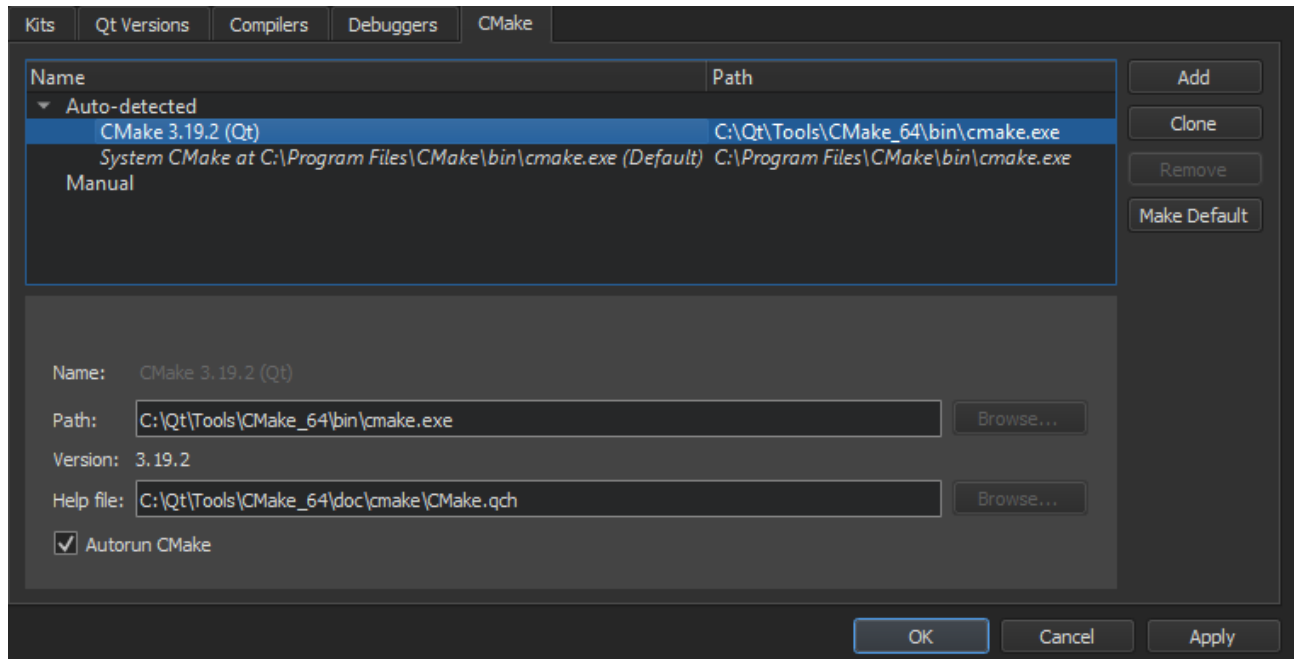 Kits Qt Versions Compilers Debuggers CMake
Name Path
Auto-detected
CMake 3.19.2 (Qt) C:\Qt\Tools\CMake_64\bin\cmake.exe
System CMake at C:\Program Files\CMake\bin\cmake.exe (Default) C:\Program Files\CMake\bin\cmake.exe
Manual
Add
Clone
Remove
Make Default
Name: CMake 3.19.2 (Qt)
Path: C:\Qt\Tools\CMake_64\bin\cmake.exe Browse...
Version: 3.19.2
Help file: C:\Qt\Tools\CMake_64\doc\cmake\CMake.qch Browse...
Autorun CMake
OK Cancel Apply